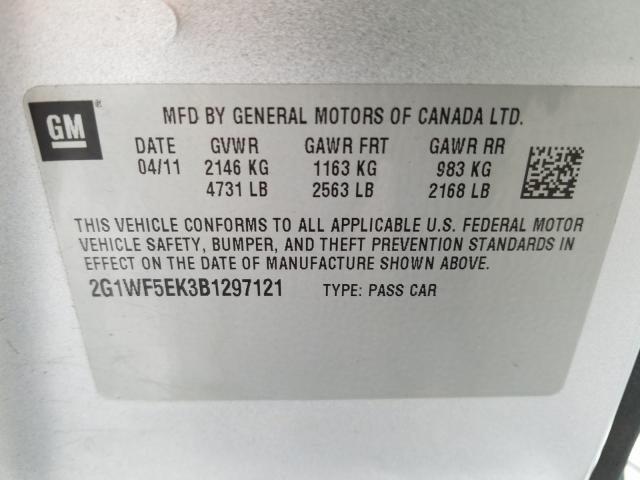 GM®
MFD BY GENERAL MOTORS OF CANADA LTD.
DATE GVWR GAWR FRT GAWR RR
04/11 2146 KG 1163 KG 983 KG
4731 LB 2563 LB 2168 LB
THIS VEHICLE CONFORMS TO ALL APPLICABLE U.S. FEDERAL MOTOR
VEHICLE SAFETY, BUMPER, AND THEFT PREVENTION STANDARDS IN
EFFECT ON THE DATE OF MANUFACTURE SHOWN ABOVE.
2G1WF5EK3B1297121 TYPE: PASS CAR